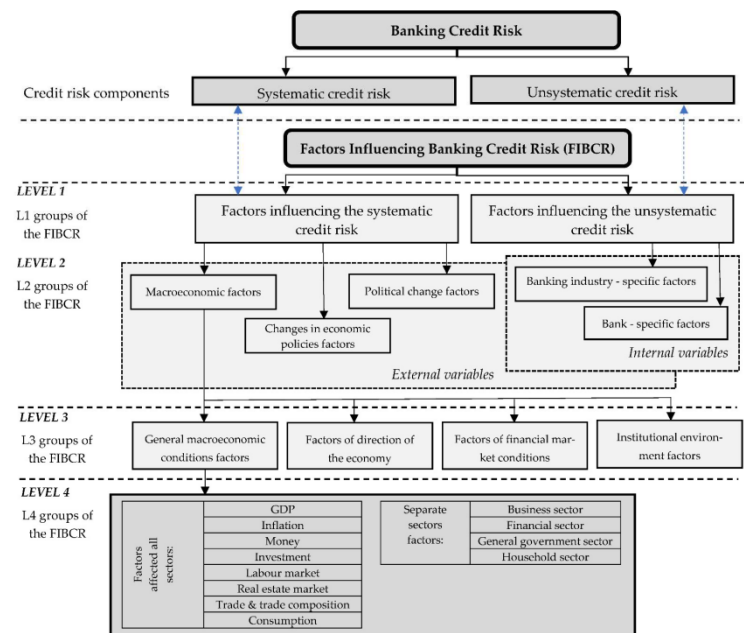 Banking Credit Risk
Credit risk components
Systematic credit risk
Unsystematic credit risk
Factors Influencing Banking Credit Risk (FIBCR)
LEVEL 1
L1 groups of
the FIBCR
Factors influencing the systematic
credit risk
Factors influencing the unsystematic
credit risk
LEVEL 2
L2 groups of
the FIBCR
Macroeconomic factors
Political change factors
Changes in economic
policies factors
Banking industry - specific factors
Bank - specific factors
Internal variables
External variables
LEVEL 3
L3 groups of
the FIBCR
General macroeconomic
conditions factors
Factors of direction of
the economy
Factors of financial mar-
ket conditions
Institutional environ-
ment factors
LEVEL 4
L4 groups of
the FIBCR
Factors
affected all
sectors:
GDP
Inflation
Money
Investment
Labour market
Real estate market
Trade & trade composition
Consumption
Separate
sectors
factors:
Business sector
Financial sector
General government sector
Household sector